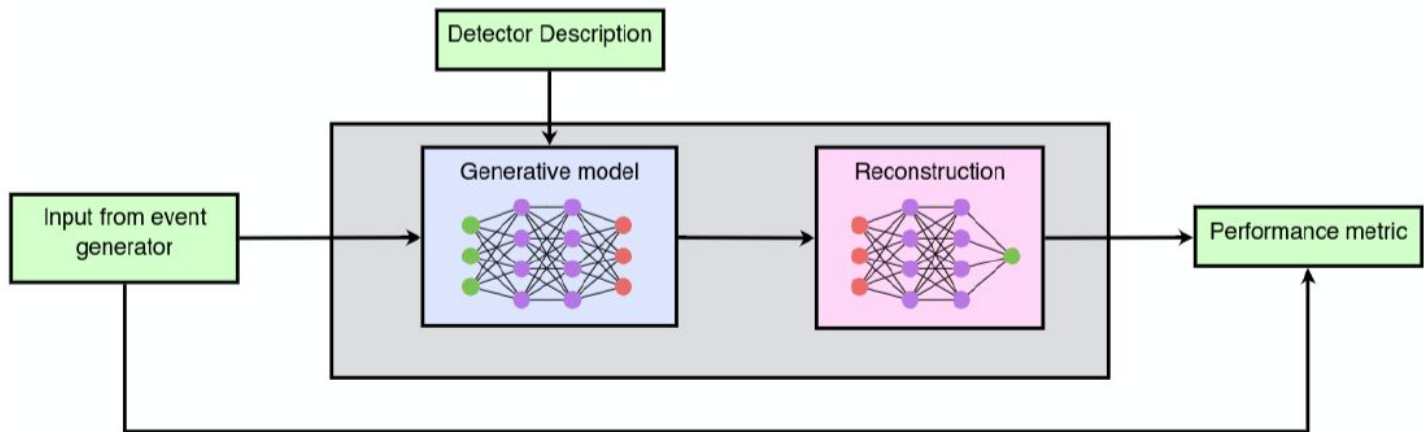 Detector Description
Generative model
Reconstruction
Input from event
generator
Performance metric